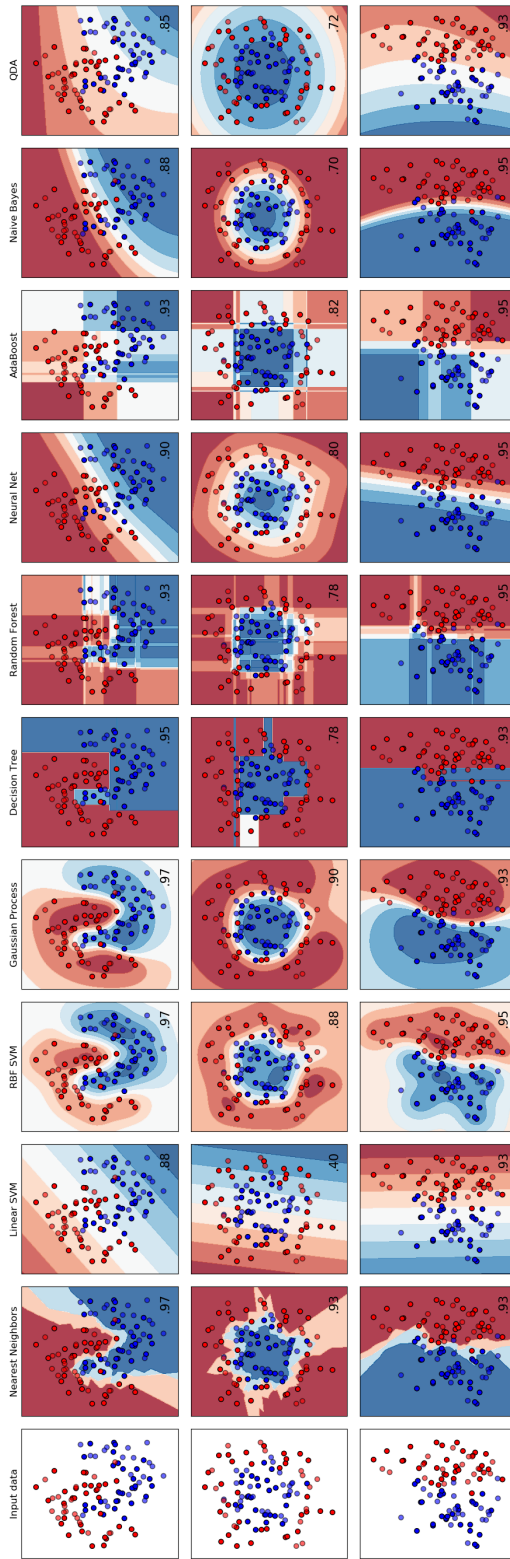 Input data Nearest Neighbors Linear SVM RBF SVM Gaussian Process Decision Tree Random Forest Neural Net AdaBoost Naive Bayes QDA
.97 .88 .97 .97 .95 .93 .90 .93 .88 .85
.93 .40 .88 .90 .78 .78 .80 .82 .70 .72
.93 .93 .95 .93 .93 .95 .95 .95 .95 .93